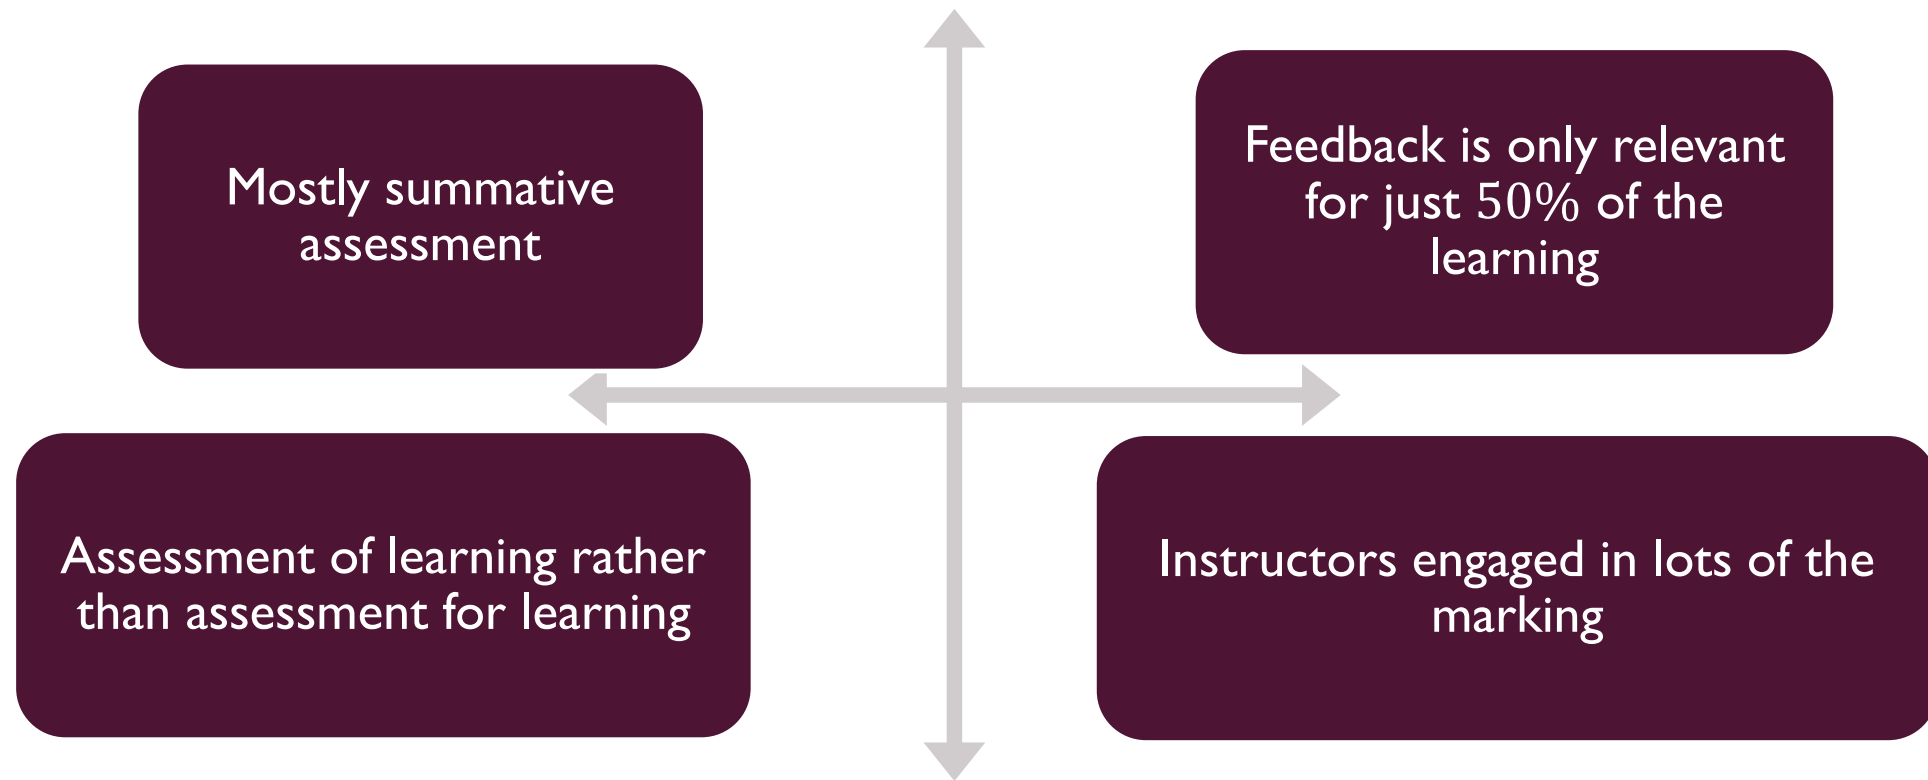 Mostly summative
assessment
Feedback is only relevant
for just 50% of the
learning
Assessment of learning rather
than assessment for learning
Instructors engaged in lots of the
marking